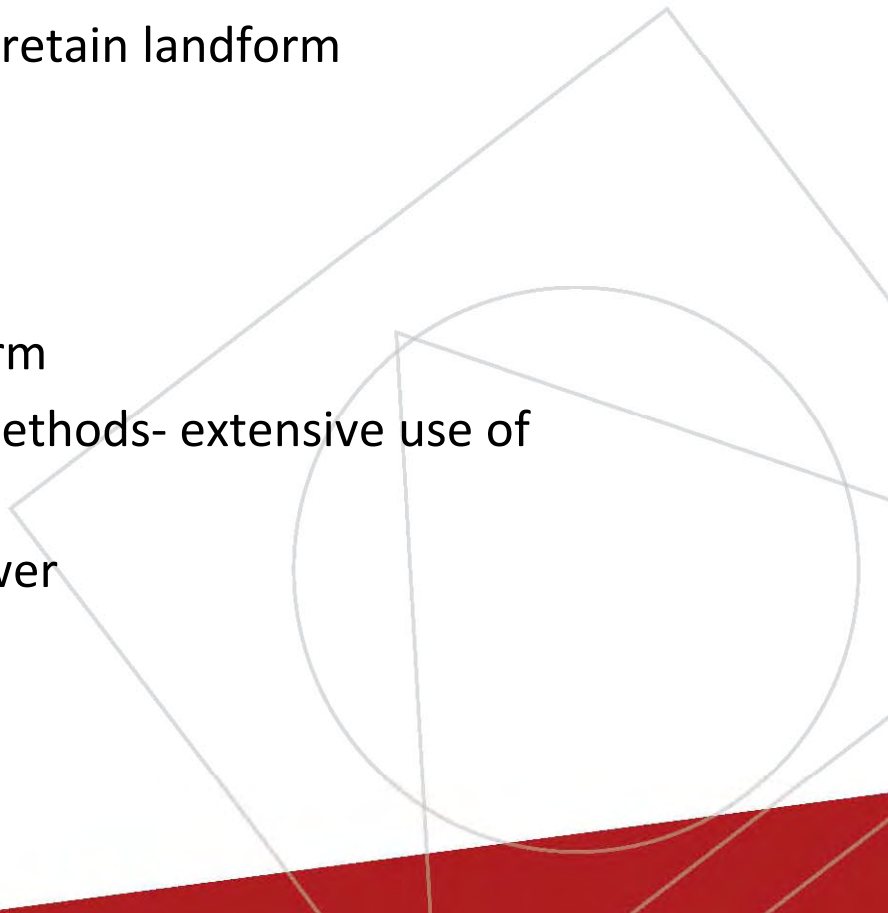 retain landform
rm
ethods- extensive use of
ver